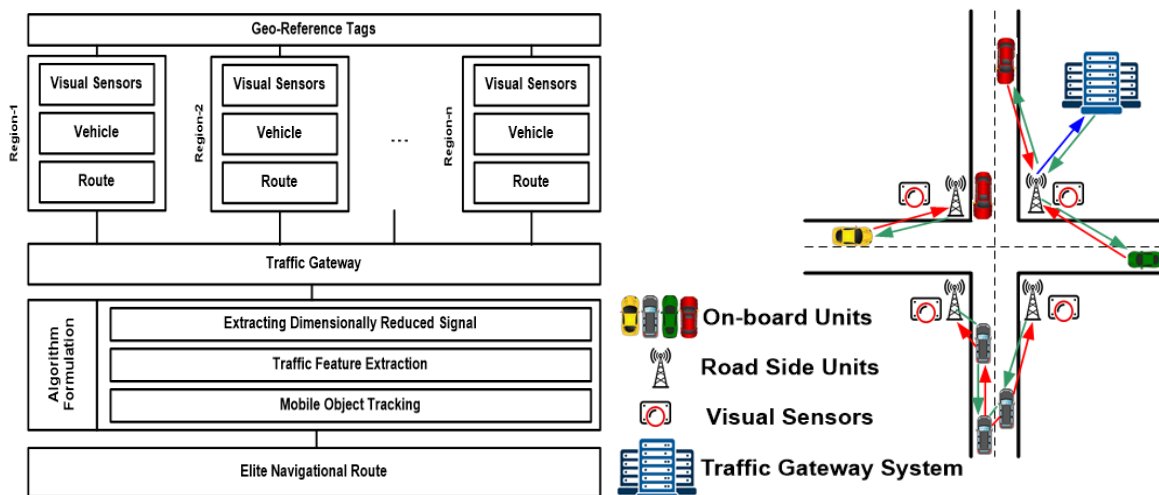 Geo-Reference Tags
Region-1
Visual Sensors
Vehicle
Route
Region-2
Visual Sensors
Vehicle
Route
...
Region-n
Visual Sensors
Vehicle
Route
Traffic Gateway
Algorithm
Formulation
Extracting Dimensionally Reduced Signal
Traffic Feature Extraction
Mobile Object Tracking
Elite Navigational Route
On-board Units
Road Side Units
Visual Sensors
Traffic Gateway System